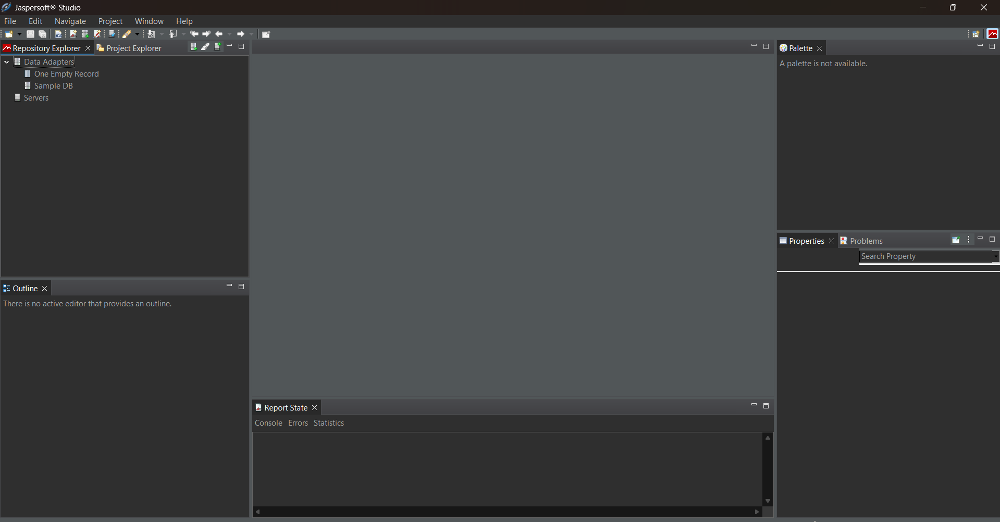 Jaspersoft® Studio
File Edit Navigate Project Window Help
Repository Explorer Project Explorer
Data Adapters
One Empty Record
Sample DB
Servers
Outline
There is no active editor that provides an outline.
Report State
Console Errors Statistics
Palette
A palette is not available.
Properties Problems
Search Property